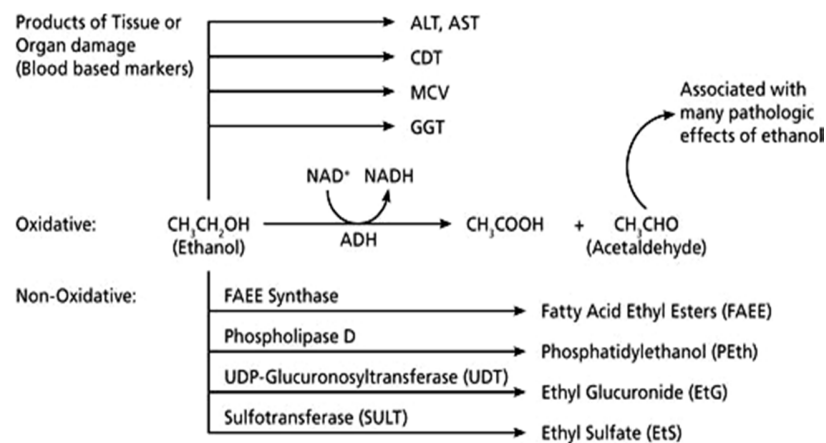 Products of Tissue or
Organ damage
(Blood based markers)
ALT, AST
CDT
MCV
GGT
Associated with
many pathologic
effects of ethanol
NAD⁺ NADH
Oxidative: CH₃CH₂OH CH₃COOH + CH₃CHO
(Ethanol) ADH (Acetaldehyde)
Non-Oxidative: FAEE Synthase
Fatty Acid Ethyl Esters (FAEE)
Phospholipase D
Phosphatidylethanol (PEth)
UDP-Glucuronosyltransferase (UDT)
Ethyl Glucuronide (EtG)
Sulfotransferase (SULT)
Ethyl Sulfate (EtS)